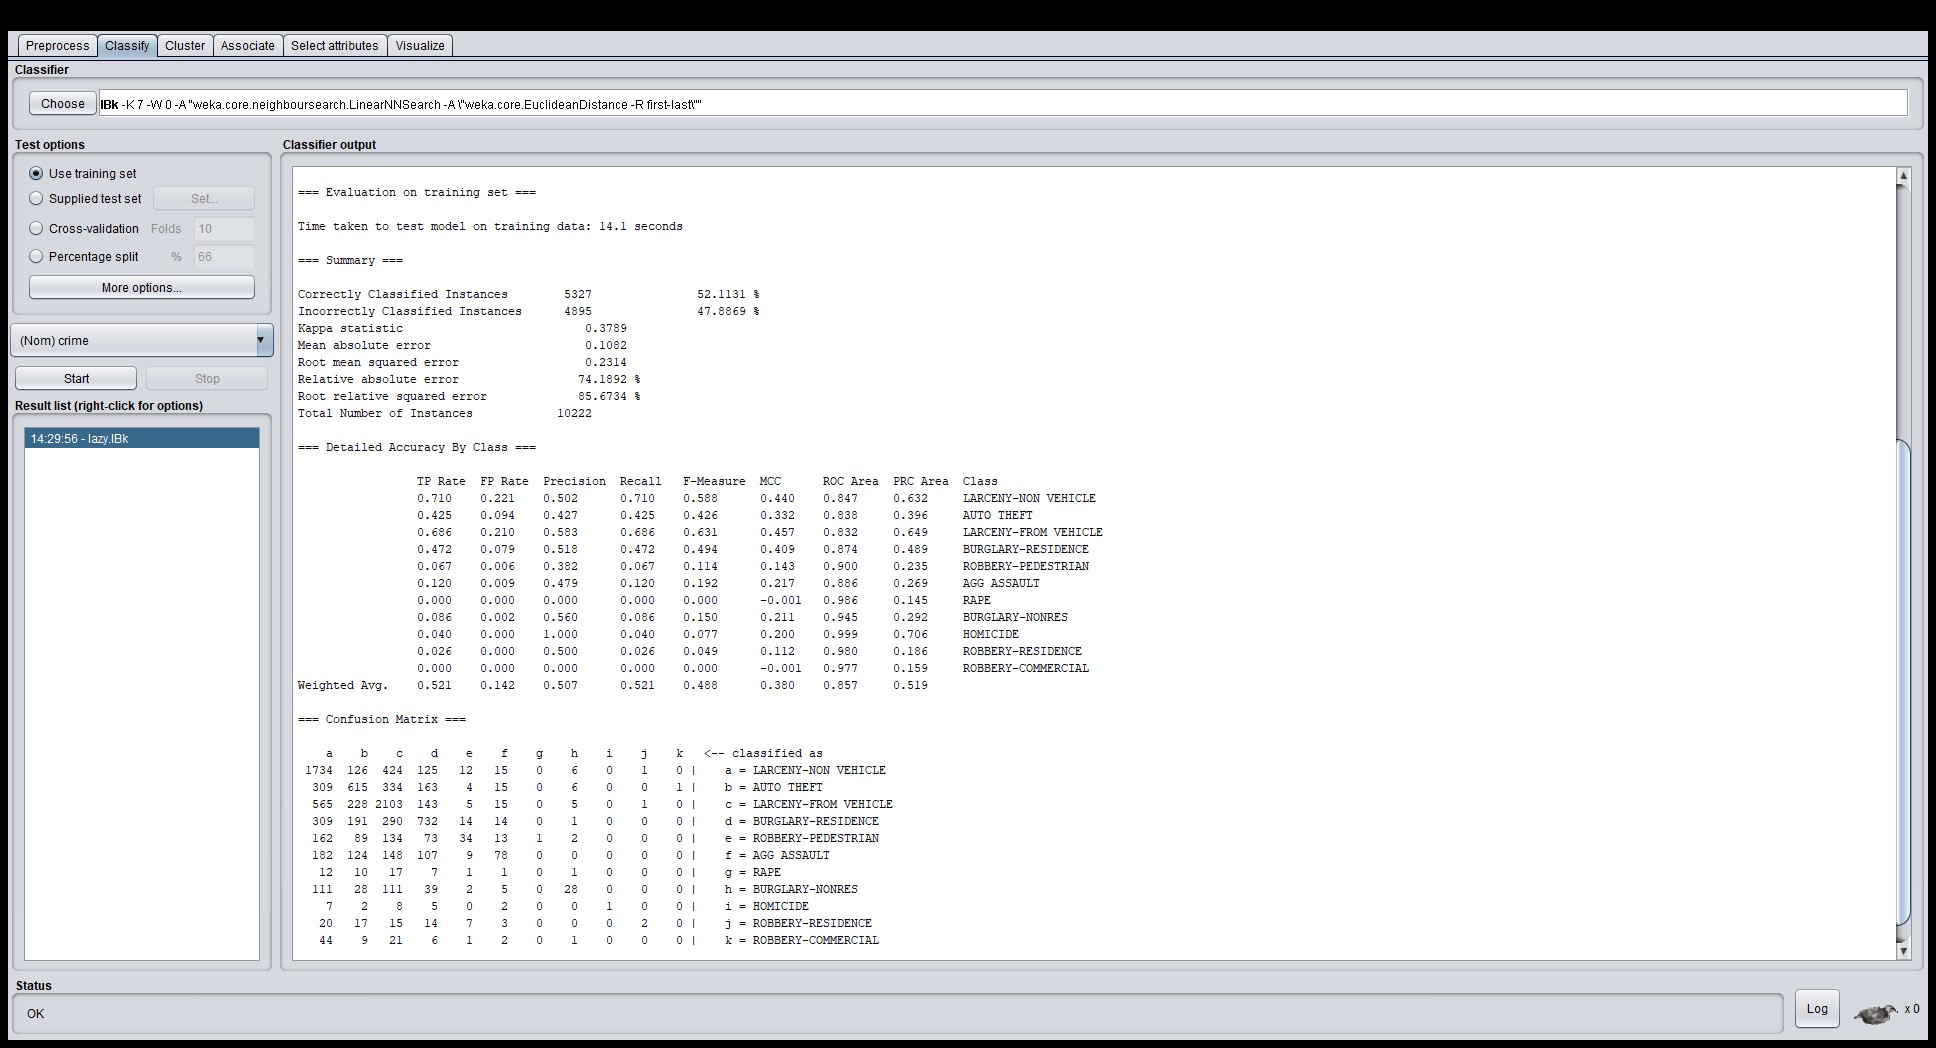 Preprocess Classify Cluster Associate Select attributes Visualize
Classifier
Choose IBk -K 7 -W 0 -A "weka.core.neighboursearch.LinearNNSearch -A \"weka.core.EuclideanDistance -R first-last\""
Test options
Use training set
Supplied test set Set...
Cross-validation Folds 10
Percentage split % 66
More options...
(Nom) crime
Start Stop
Result list (right-click for options)
14:29:56 - lazy.IBk
Classifier output
=== Evaluation on training set ===
Time taken to test model on training data: 14.1 seconds
=== Summary ===
Correctly Classified Instances 5327 52.1131 %
Incorrectly Classified Instances 4895 47.8869 %
Kappa statistic 0.3789
Mean absolute error 0.1082
Root mean squared error 0.2314
Relative absolute error 74.1892 %
Root relative squared error 85.6734 %
Total Number of Instances 10222
=== Detailed Accuracy By Class ===
TP Rate FP Rate Precision Recall F-Measure MCC ROC Area PRC Area Class
0.710 0.221 0.502 0.710 0.588 0.440 0.847 0.632 LARCENY-NON VEHICLE
0.425 0.094 0.427 0.425 0.426 0.332 0.838 0.396 AUTO THEFT
0.686 0.210 0.583 0.686 0.631 0.457 0.832 0.649 LARCENY-FROM VEHICLE
0.472 0.079 0.518 0.472 0.494 0.409 0.874 0.489 BURGLARY-RESIDENCE
0.067 0.006 0.382 0.067 0.114 0.143 0.900 0.235 ROBBERY-PEDESTRIAN
0.120 0.009 0.479 0.120 0.192 0.217 0.886 0.269 AGG ASSAULT
0.000 0.000 0.000 0.000 0.000 -0.001 0.986 0.145 RAPE
0.086 0.002 0.560 0.086 0.150 0.211 0.945 0.292 BURGLARY-NONRES
0.040 0.000 1.000 0.040 0.077 0.200 0.999 0.706 HOMICIDE
0.026 0.000 0.500 0.026 0.049 0.112 0.980 0.186 ROBBERY-RESIDENCE
0.000 0.000 0.000 0.000 0.000 -0.001 0.977 0.159 ROBBERY-COMMERCIAL
Weighted Avg. 0.521 0.142 0.507 0.521 0.488 0.380 0.857 0.519
=== Confusion Matrix ===
a b c d e f g h i j k <-- classified as
1734 126 424 125 12 15 0 6 0 1 0 | a = LARCENY-NON VEHICLE
309 615 334 163 4 15 0 6 0 0 1 | b = AUTO THEFT
565 228 2103 143 5 15 0 5 0 1 0 | c = LARCENY-FROM VEHICLE
309 191 290 732 14 14 0 1 0 0 0 | d = BURGLARY-RESIDENCE
162 89 134 73 34 13 1 2 0 0 0 | e = ROBBERY-PEDESTRIAN
182 124 148 107 9 78 0 0 0 0 0 | f = AGG ASSAULT
12 10 17 7 1 1 0 1 0 0 0 | g = RAPE
111 28 111 39 2 5 0 28 0 0 0 | h = BURGLARY-NONRES
7 2 8 5 0 2 0 0 1 0 0 | i = HOMICIDE
20 17 15 14 7 3 0 0 0 2 0 | j = ROBBERY-RESIDENCE
44 9 21 6 1 2 0 1 0 0 0 | k = ROBBERY-COMMERCIAL
Status
OK
Log x 0